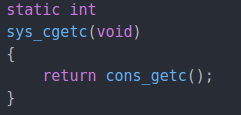 static int
sys_cgetc(void)
{
    return cons_getc();
}